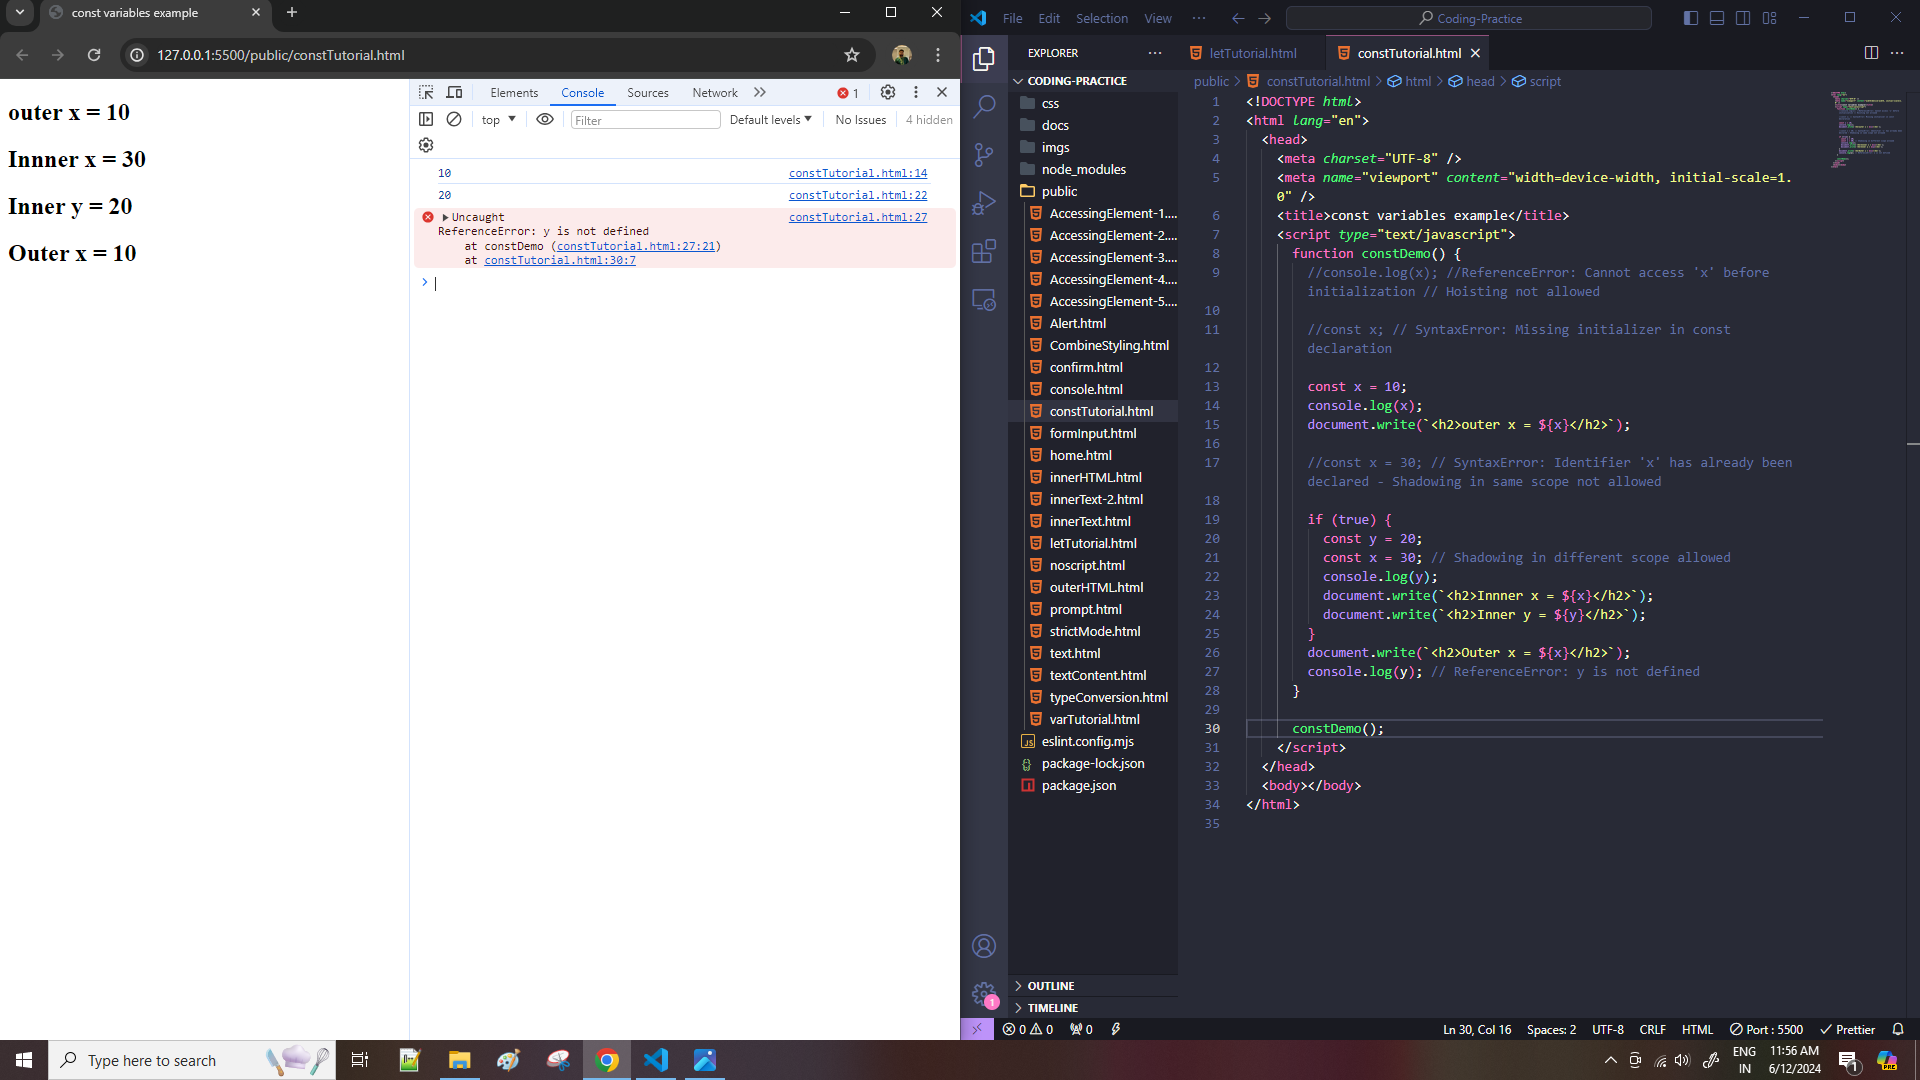 const variables example
127.0.0.1:5500/public/constTutorial.html
outer x = 10
Innner x = 30
Inner y = 20
Outer x = 10
Elements Console Sources Network 1
top Filter Default levels No Issues 4 hidden
10 constTutorial.html:14
20 constTutorial.html:22
Uncaught constTutorial.html:27
ReferenceError: y is not defined
at constDemo (constTutorial.html:27:21)
at constTutorial.html:30:7
File Edit Selection View Coding-Practice
EXPLORER
CODING-PRACTICE
css
docs
imgs
node_modules
public
AccessingElement-1....
AccessingElement-2....
AccessingElement-3....
AccessingElement-4....
AccessingElement-5....
Alert.html
CombineStyling.html
confirm.html
console.html
constTutorial.html
formInput.html
home.html
innerHTML.html
innerText-2.html
innerText.html
letTutorial.html
noscript.html
outerHTML.html
prompt.html
strictMode.html
text.html
textContent.html
typeConversion.html
varTutorial.html
eslint.config.mjs
package-lock.json
package.json
OUTLINE
TIMELINE
letTutorial.html constTutorial.html
public > constTutorial.html > html > head > script
1 <!DOCTYPE html>
2 <html lang="en">
3 <head>
4 <meta charset="UTF-8" />
5 <meta name="viewport" content="width=device-width, initial-scale=1.
0" />
6 <title>const variables example</title>
7 <script type="text/javascript">
8 function constDemo() {
9 //console.log(x); //ReferenceError: Cannot access 'x' before
initialization // Hoisting not allowed
10
11 //const x; // SyntaxError: Missing initializer in const
declaration
12
13 const x = 10;
14 console.log(x);
15 document.write(`<h2>outer x = ${x}</h2>`);
16
17 //const x = 30; // SyntaxError: Identifier 'x' has already been
declared - Shadowing in same scope not allowed
18
19 if (true) {
20 const y = 20;
21 const x = 30; // Shadowing in different scope allowed
22 console.log(y);
23 document.write(`<h2>Innner x = ${x}</h2>`);
24 document.write(`<h2>Inner y = ${y}</h2>`);
25 }
26 document.write(`<h2>Outer x = ${x}</h2>`);
27 console.log(y); // ReferenceError: y is not defined
28 }
29
30 constDemo();
31 </script>
32 </head>
33 <body></body>
34 </html>
35
1
0 0 0 Ln 30, Col 16 Spaces: 2 UTF-8 CRLF HTML Port : 5500 Prettier
Type here to search
ENG
IN
11:56 AM
6/12/2024
1